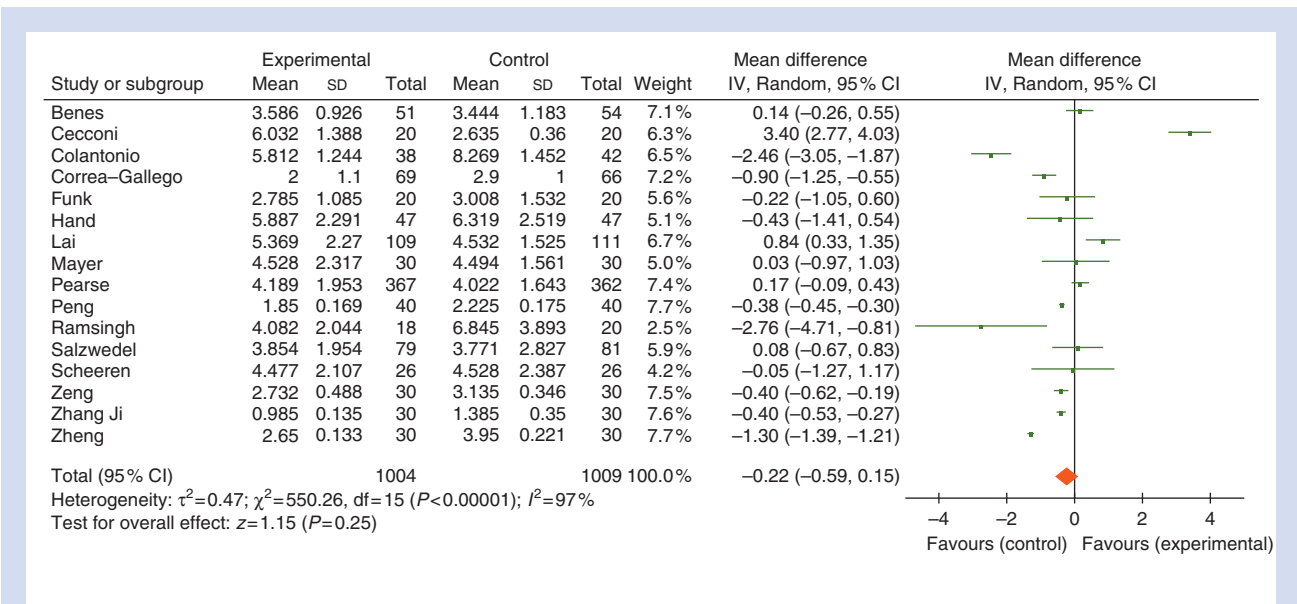 Experimental Control Mean difference Mean difference
Study or subgroup Mean SD Total Mean SD Total Weight IV, Random, 95% CI IV, Random, 95% CI
Benes 3.586 0.926 51 3.444 1.183 54 7.1% 0.14 (−0.26, 0.55)
Cecconi 6.032 1.388 20 2.635 0.36 20 6.3% 3.40 (2.77, 4.03)
Colantonio 5.812 1.244 38 8.269 1.452 42 6.5% −2.46 (−3.05, −1.87)
Correa–Gallego 2 1.1 69 2.9 1 66 7.2% −0.90 (−1.25, −0.55)
Funk 2.785 1.085 20 3.008 1.532 20 5.6% −0.22 (−1.05, 0.60)
Hand 5.887 2.291 47 6.319 2.519 47 5.1% −0.43 (−1.41, 0.54)
Lai 5.369 2.27 109 4.532 1.525 111 6.7% 0.84 (0.33, 1.35)
Mayer 4.528 2.317 30 4.494 1.561 30 5.0% 0.03 (−0.97, 1.03)
Pearse 4.189 1.953 367 4.022 1.643 362 7.4% 0.17 (−0.09, 0.43)
Peng 1.85 0.169 40 2.225 0.175 40 7.7% −0.38 (−0.45, −0.30)
Ramsingh 4.082 2.044 18 6.845 3.893 20 2.5% −2.76 (−4.71, −0.81)
Salzwedel 3.854 1.954 79 3.771 2.827 81 5.9% 0.08 (−0.67, 0.83)
Scheeren 4.477 2.107 26 4.528 2.387 26 4.2% −0.05 (−1.27, 1.17)
Zeng 2.732 0.488 30 3.135 0.346 30 7.5% −0.40 (−0.62, −0.19)
Zhang Ji 0.985 0.135 30 1.385 0.35 30 7.6% −0.40 (−0.53, −0.27)
Zheng 2.65 0.133 30 3.95 0.221 30 7.7% −1.30 (−1.39, −1.21)
Total (95% CI) 1004 1009 100.0% −0.22 (−0.59, 0.15)
Heterogeneity: τ²=0.47; χ²=550.26, df=15 (P<0.00001); I²=97%
Test for overall effect: z=1.15 (P=0.25)
−4 −2 0 2 4
Favours (control) Favours (experimental)